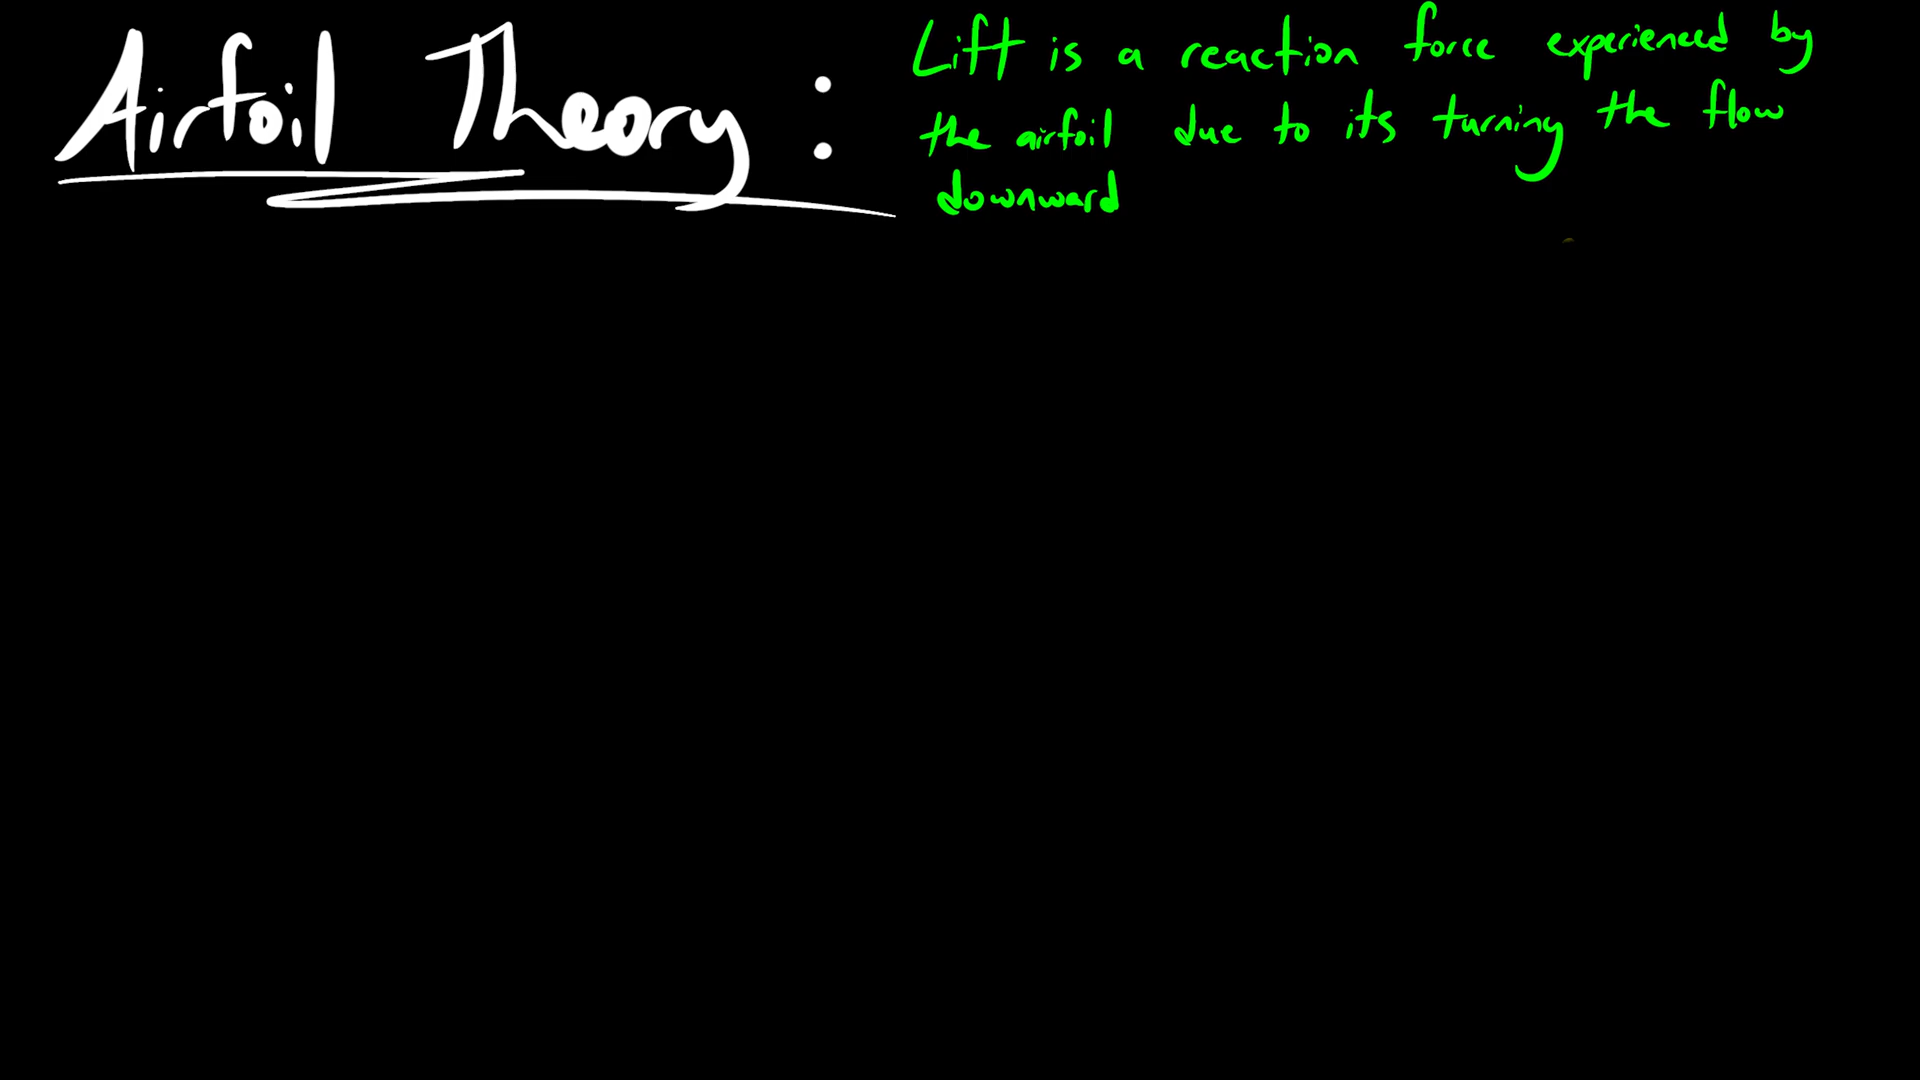 Airfoil Theory :
Lift is a reaction force experienced by
the airfoil due to its turning the flow
downward